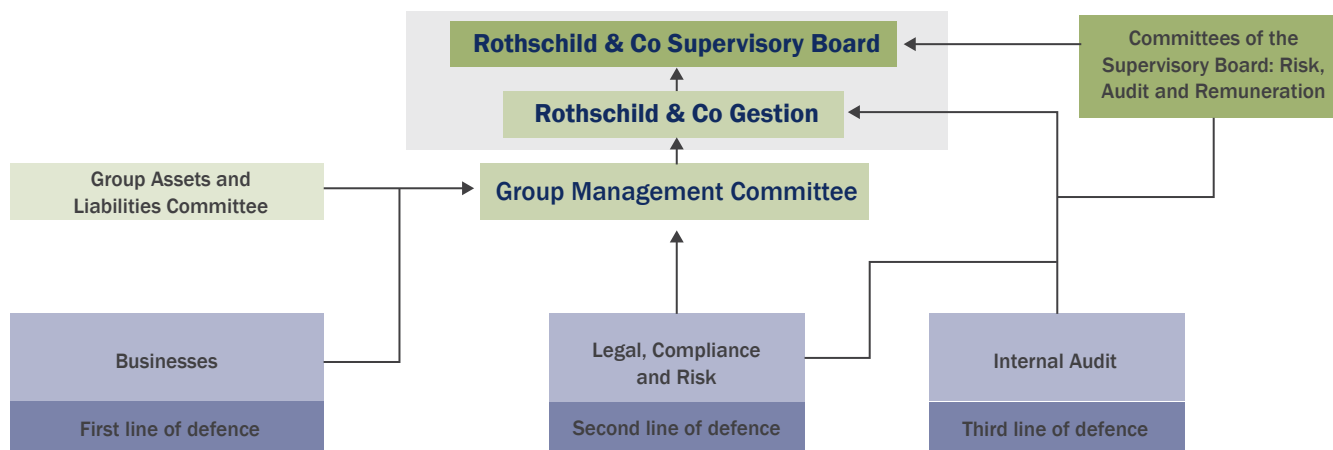 Rothschild & Co Supervisory Board
Committees of the
Supervisory Board: Risk,
Audit and Remuneration
Rothschild & Co Gestion
Group Assets and
Liabilities Committee
Group Management Committee
Businesses
First line of defence
Legal, Compliance
and Risk
Second line of defence
Internal Audit
Third line of defence